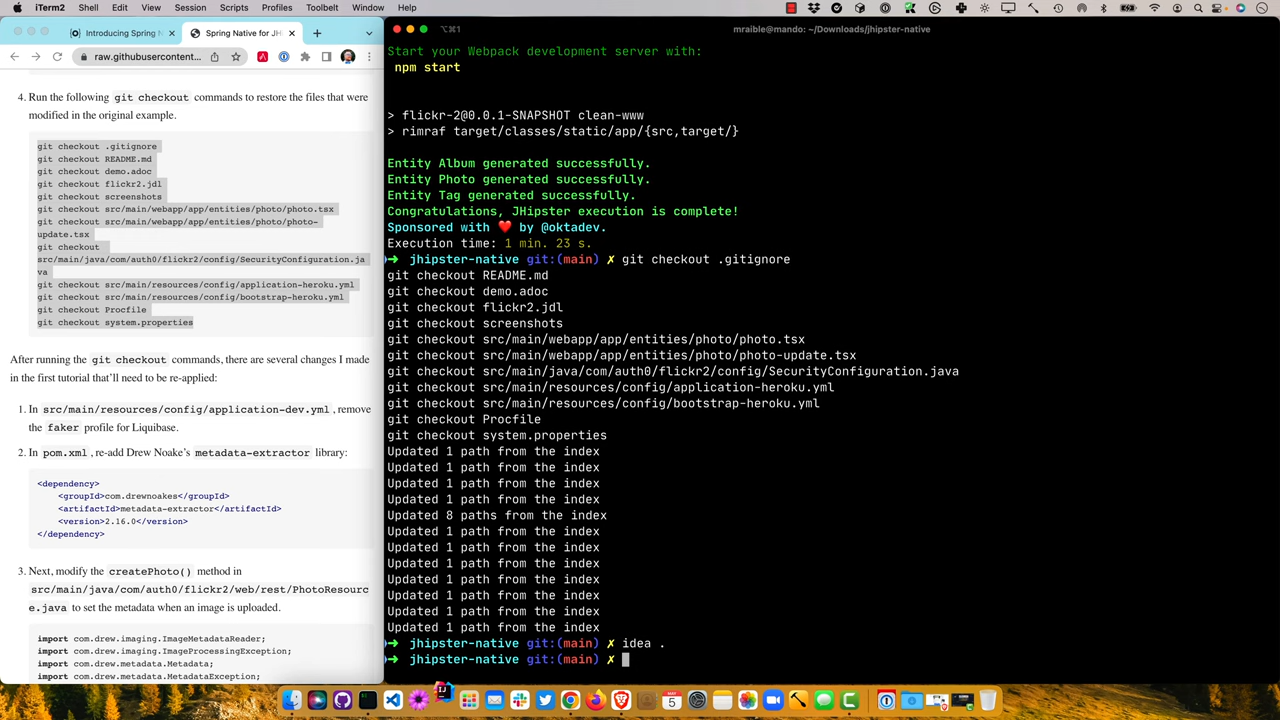 iTerm2 Shell Edit View Session Scripts Profiles Toolbelt Window Help
Introducing Spring N
Spring Native for JH
raw.githubusercontent...
4. Run the following git checkout commands to restore the files that were
modified in the original example.
git checkout .gitignore
git checkout README.md
git checkout demo.adoc
git checkout flickr2.jdl
git checkout screenshots
git checkout src/main/webapp/app/entities/photo/photo.tsx
git checkout src/main/webapp/app/entities/photo/photo-
update.tsx
git checkout
src/main/java/com/auth0/flickr2/config/SecurityConfiguration.ja
va
git checkout src/main/resources/config/application-heroku.yml
git checkout src/main/resources/config/bootstrap-heroku.yml
git checkout Procfile
git checkout system.properties
After running the git checkout commands, there are several changes I made
in the first tutorial that'll need to be re-applied:
1. In src/main/resources/config/application-dev.yml, remove
the faker profile for Liquibase.
2. In pom.xml, re-add Drew Noake's metadata-extractor library:
<dependency>
<groupId>com.drewnoakes</groupId>
<artifactId>metadata-extractor</artifactId>
<version>2.16.0</version>
</dependency>
3. Next, modify the createPhoto() method in
src/main/java/com/auth0/flickr2/web/rest/PhotoResourc
e.java to set the metadata when an image is uploaded.
import com.drew.imaging.ImageMetadataReader;
import com.drew.imaging.ImageProcessingException;
import com.drew.metadata.Metadata;
import com.drew.metadata.MetadataException;
⌥⌘1
mraible@mando: ~/Downloads/jhipster-native
Start your Webpack development server with:
npm start
> flickr-2@0.0.1-SNAPSHOT clean-www
> rimraf target/classes/static/app/{src,target/}
Entity Album generated successfully.
Entity Photo generated successfully.
Entity Tag generated successfully.
Congratulations, JHipster execution is complete!
Sponsored with ❤️ by @oktadev.
Execution time: 1 min. 23 s.
➜ jhipster-native git:(main) ✗ git checkout .gitignore
git checkout README.md
git checkout demo.adoc
git checkout flickr2.jdl
git checkout screenshots
git checkout src/main/webapp/app/entities/photo/photo.tsx
git checkout src/main/webapp/app/entities/photo/photo-update.tsx
git checkout src/main/java/com/auth0/flickr2/config/SecurityConfiguration.java
git checkout src/main/resources/config/application-heroku.yml
git checkout src/main/resources/config/bootstrap-heroku.yml
git checkout Procfile
git checkout system.properties
Updated 1 path from the index
Updated 1 path from the index
Updated 1 path from the index
Updated 1 path from the index
Updated 8 paths from the index
Updated 1 path from the index
Updated 1 path from the index
Updated 1 path from the index
Updated 1 path from the index
Updated 1 path from the index
Updated 1 path from the index
Updated 1 path from the index
➜ jhipster-native git:(main) ✗ idea .
➜ jhipster-native git:(main) ✗
MAY
5